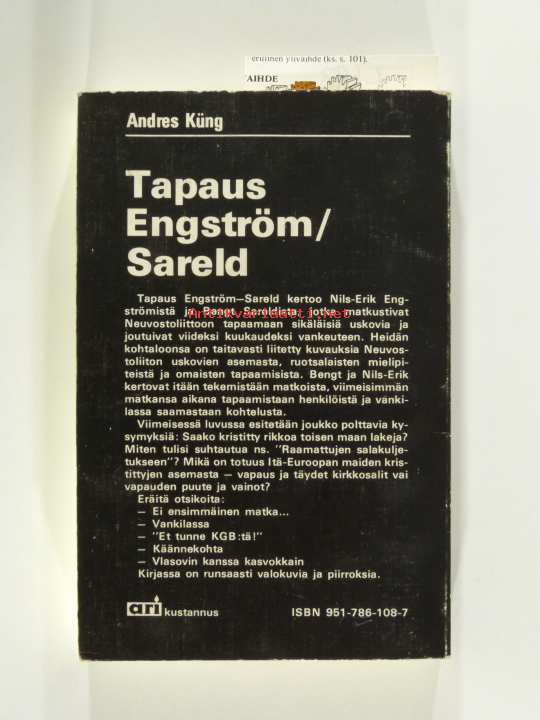 erillinen ylivaihde (ks. s. 101).
AIHDE
Andres Küng
Tapaus
Engström/
Sareld
Tapaus Engström—Sareld kertoo Nils-Erik Eng-
strömistä ja Bengt Sareldista, jotka matkustivat
antikvariaatti.net
Neuvostoliittoon tapaamaan sikäläisiä uskovia ja
joutuivat viideksi kuukaudeksi vankeuteen. Heidän
kohtaloonsa on taitavasti liitetty kuvauksia Neuvos-
toliiton uskovien asemasta, ruotsalaisten mielipi-
teistä ja omaisten tapaamisista. Bengt ja Nils-Erik
kertovat itään tekemistään matkoista, viimeisimmän
matkansa aikana tapaamistaan henkilöistä ja vanki-
lassa saamastaan kohtelusta.
Viimeisessä luvussa esitetään joukko polttavia ky-
symyksiä: Saako kristitty rikkoa toisen maan lakeja?
Miten tulisi suhtautua ns. "Raamattujen salakulje-
tukseen"? Mikä on totuus Itä-Euroopan maiden kris-
tittyjen asemasta — vapaus ja täydet kirkkosalit vai
vapauden puute ja vainot?
Eräitä otsikoita:
— Ei ensimmäinen matka...
— Vankilassa
— "Et tunne KGB:tä!"
— Käännekohta
— Vlasovin kanssa kasvokkain
Kirjassa on runsaasti valokuvia ja piirroksia.
ari kustannus
ISBN 951-786-108-7